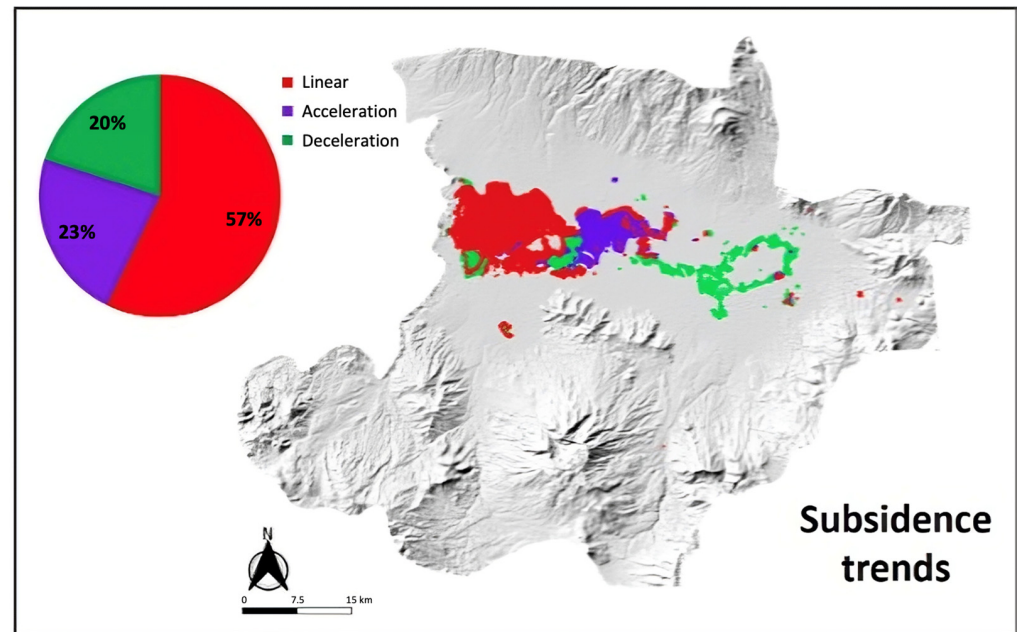 Linear
Acceleration
Deceleration
20%
23%
57%
Subsidence
trends
N
0 7.5 15 km